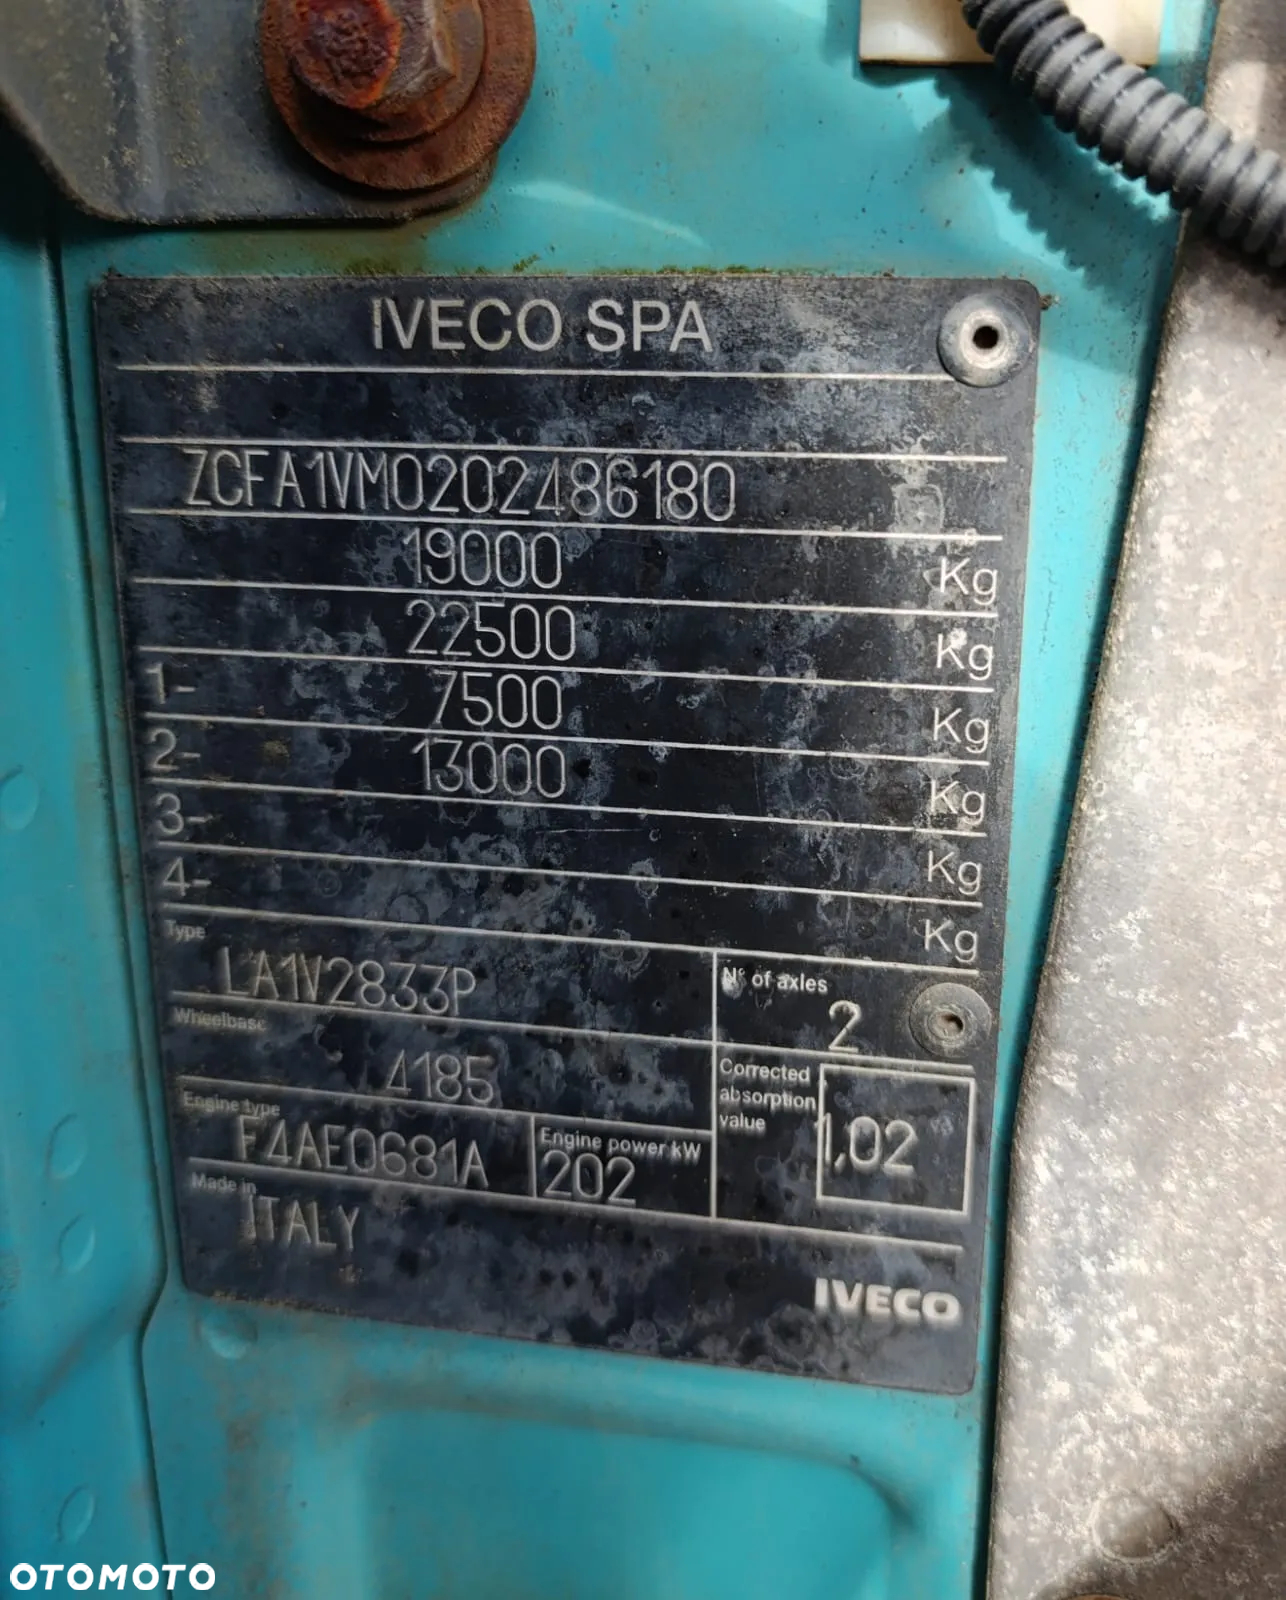 IVECO SPA
ZCFA1VM0202486180
19000 Kg
22500 Kg
1- 7500 Kg
2- 13000 Kg
3- Kg
4- Kg
Type
LA1V2833P
N° of axles
2
Wheelbase
4185
Corrected
absorption
value
1,02
Engine type
F4AE0681A
Engine power kW
202
Made in
ITALY
IVECO
OTOMOTO